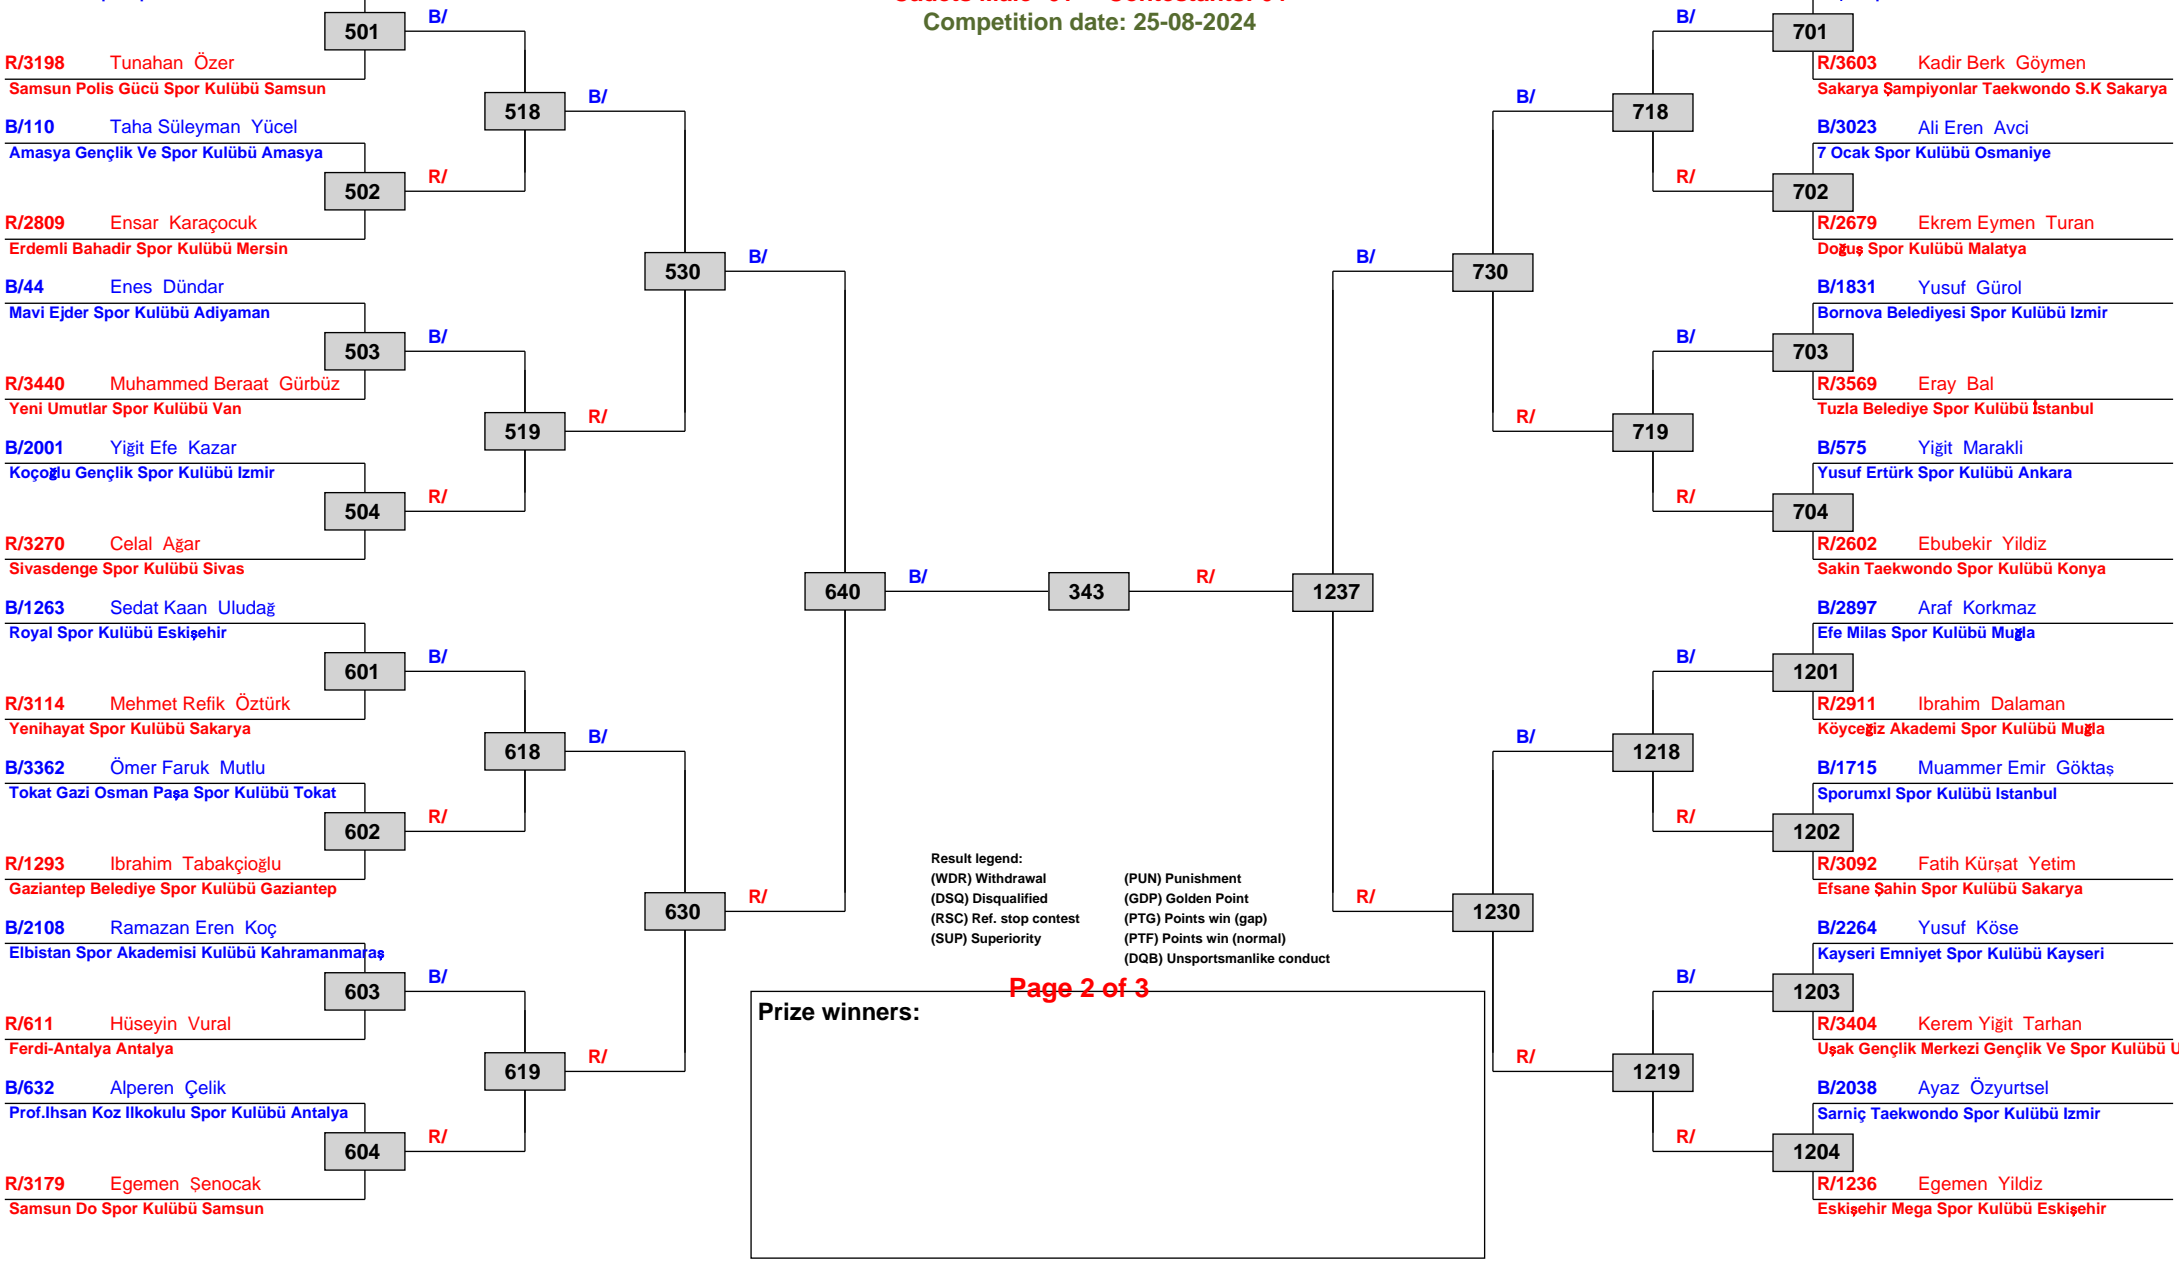 Competition date: 25-08-2024
501
B/
R/3198 Tunahan Özer
Samsun Polis Gücü Spor Kulübü Samsun
518
B/
B/110 Taha Süleyman Yücel
Amasya Gençlik Ve Spor Kulübü Amasya
502
R/
R/2809 Ensar Karaçocuk
Erdemli Bahadir Spor Kulübü Mersin
530
B/
B/44 Enes Dündar
Mavi Ejder Spor Kulübü Adiyaman
503
B/
R/3440 Muhammed Beraat Gürbüz
Yeni Umutlar Spor Kulübü Van
519
R/
B/2001 Yiğit Efe Kazar
Koçoğlu Gençlik Spor Kulübü Izmir
504
R/
R/3270 Celal Ağar
Sivasdenge Spor Kulübü Sivas
640
B/
343
R/
1237
B/1263 Sedat Kaan Uludağ
Royal Spor Kulübü Eskişehir
601
B/
R/3114 Mehmet Refik Öztürk
Yenihayat Spor Kulübü Sakarya
618
B/
B/3362 Ömer Faruk Mutlu
Tokat Gazi Osman Paşa Spor Kulübü Tokat
602
R/
R/1293 Ibrahim Tabakçioğlu
Gaziantep Belediye Spor Kulübü Gaziantep
630
R/
B/2108 Ramazan Eren Koç
Elbistan Spor Akademisi Kulübü Kahramanmaraş
603
B/
R/611 Hüseyin Vural
Ferdi-Antalya Antalya
619
R/
B/632 Alperen Çelik
Prof.Ihsan Koz Ilkokulu Spor Kulübü Antalya
604
R/
R/3179 Egemen Şenocak
Samsun Do Spor Kulübü Samsun
Result legend:
(WDR) Withdrawal (PUN) Punishment
(DSQ) Disqualified (GDP) Golden Point
(RSC) Ref. stop contest (PTG) Points win (gap)
(SUP) Superiority (PTF) Points win (normal)
(DQB) Unsportsmanlike conduct
Page 2 of 3
Prize winners:
B/
701
R/3603 Kadir Berk Göymen
Sakarya Şampiyonlar Taekwondo S.K Sakarya
B/
718
B/3023 Ali Eren Avci
7 Ocak Spor Kulübü Osmaniye
R/
702
R/2679 Ekrem Eymen Turan
Doğuş Spor Kulübü Malatya
B/
730
B/1831 Yusuf Gürol
Bornova Belediyesi Spor Kulübü Izmir
B/
703
R/3569 Eray Bal
Tuzla Belediye Spor Kulübü İstanbul
R/
719
B/575 Yiğit Marakli
Yusuf Ertürk Spor Kulübü Ankara
R/
704
R/2602 Ebubekir Yildiz
Sakin Taekwondo Spor Kulübü Konya
B/2897 Araf Korkmaz
Efe Milas Spor Kulübü Muğla
B/
1201
R/2911 Ibrahim Dalaman
Köyceğiz Akademi Spor Kulübü Muğla
B/
1218
B/1715 Muammer Emir Göktaş
Sporumxl Spor Kulübü Istanbul
R/
1202
R/3092 Fatih Kürşat Yetim
Efsane Şahin Spor Kulübü Sakarya
R/
1230
B/2264 Yusuf Köse
Kayseri Emniyet Spor Kulübü Kayseri
B/
1203
R/3404 Kerem Yiğit Tarhan
Uşak Gençlik Merkezi Gençlik Ve Spor Kulübü U
R/
1219
B/2038 Ayaz Özyurtsel
Sarniç Taekwondo Spor Kulübü Izmir
R/
1204
R/1236 Egemen Yildiz
Eskişehir Mega Spor Kulübü Eskişehir